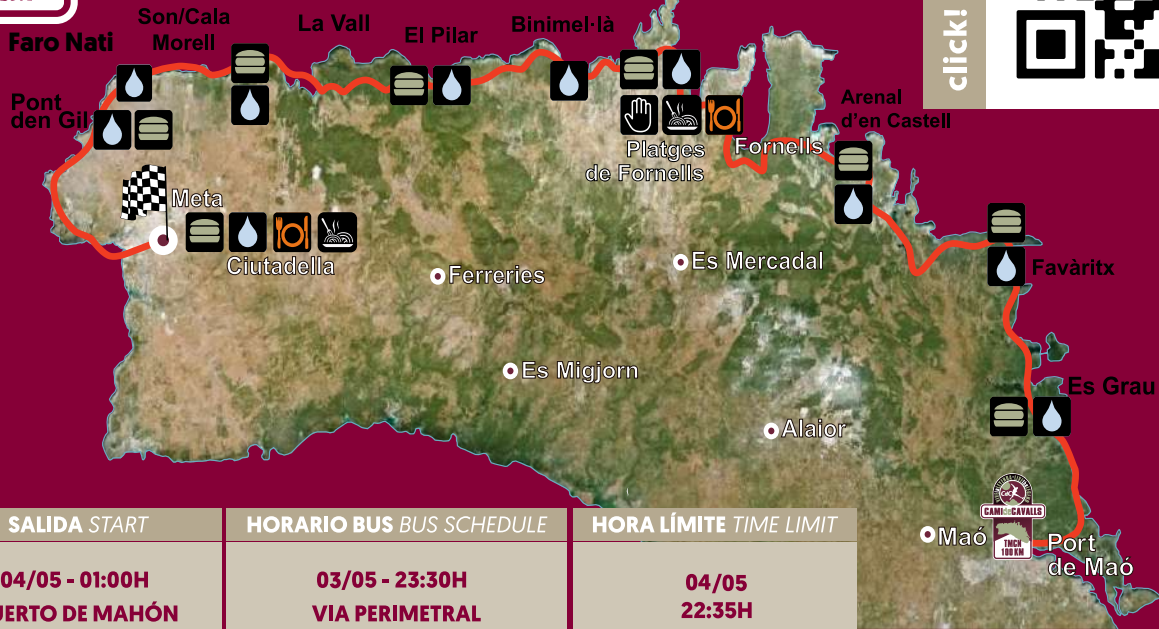 Faro Nati
Son/Cala
Morell
La Vall
El Pilar
Binimel·là
click!
Pont
den Gil
Arenal
d'en Castell
Platges
de Fornells
Fornells
Meta
Ciutadella
Ferreries
Es Mercadal
Favàritx
Es Migjorn
Es Grau
Alaior
CAMÍ DE CAVALLS
TMCN
100 KM
Maó
Port
de Maó
SALIDA START
04/05 - 01:00H
UERTO DE MAHÓN
HORARIO BUS BUS SCHEDULE
03/05 - 23:30H
VIA PERIMETRAL
HORA LÍMITE TIME LIMIT
04/05
22:35H